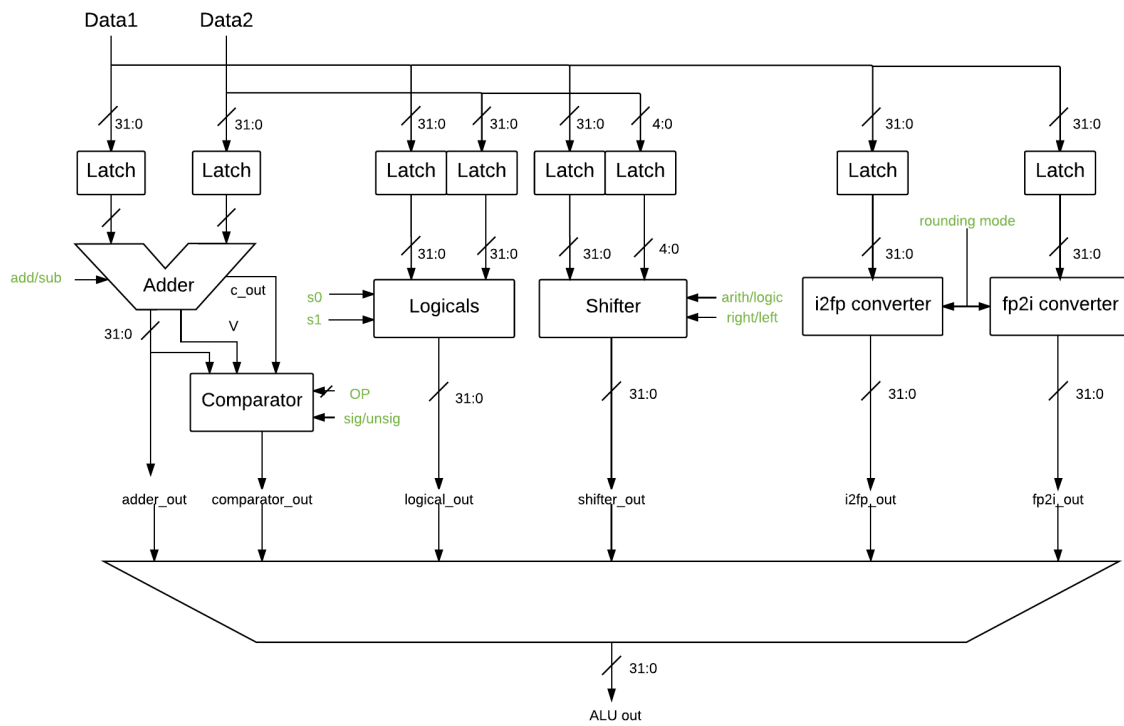 Data1
Data2
31:0
31:0
31:0
31:0
31:0
4:0
31:0
31:0
Latch
Latch
Latch
Latch
Latch
Latch
Latch
Latch
rounding mode
31:0
31:0
31:0
4:0
31:0
31:0
add/sub
Adder
c_out
s0
s1
Logicals
Shifter
arith/logic
right/left
i2fp converter
fp2i converter
31:0
V
Comparator
OP
sig/unsig
31:0
31:0
31:0
31:0
adder_out
comparator_out
logical_out
shifter_out
i2fp_out
fp2i_out
31:0
ALU out